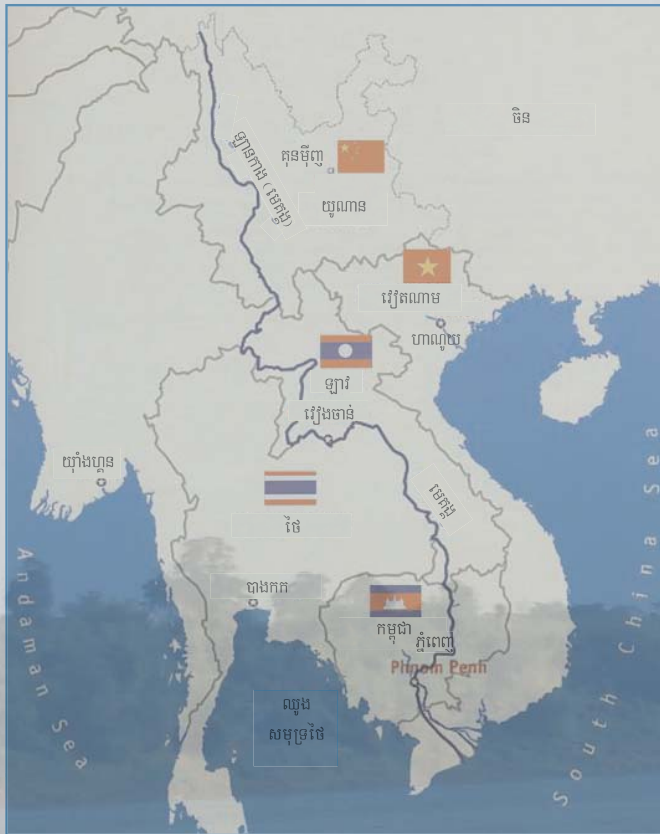 ចិន
គុនម៉ីញ
ឡានកាង (មេគង្គ)
យូណាន
វៀតណាម
ហាណូយ
ឡាវ
វៀងចាន់
យ៉ាំងហ្គូន
មេគង្គ
ថៃ
បាងកក
កម្ពុជា
ភ្នំពេញ
Phnom Penh
ឈូង
សមុទ្រថៃ
Andaman Sea
South China Sea